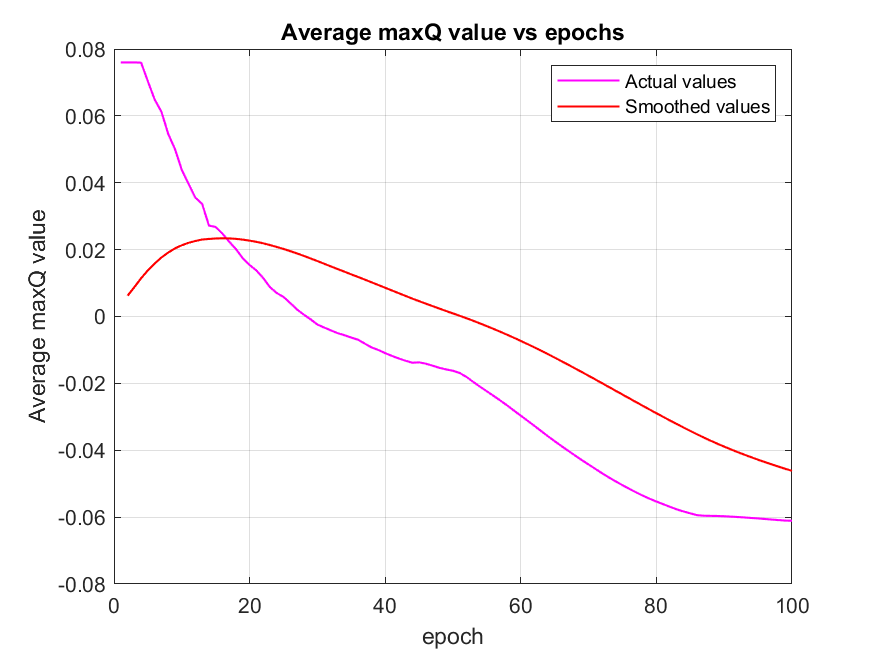 Average maxQ value vs epochs
Actual values
Smoothed values
Average maxQ value
0.08
0.06
0.04
0.02
0
-0.02
-0.04
-0.06
-0.08
0 20 40 60 80 100
epoch